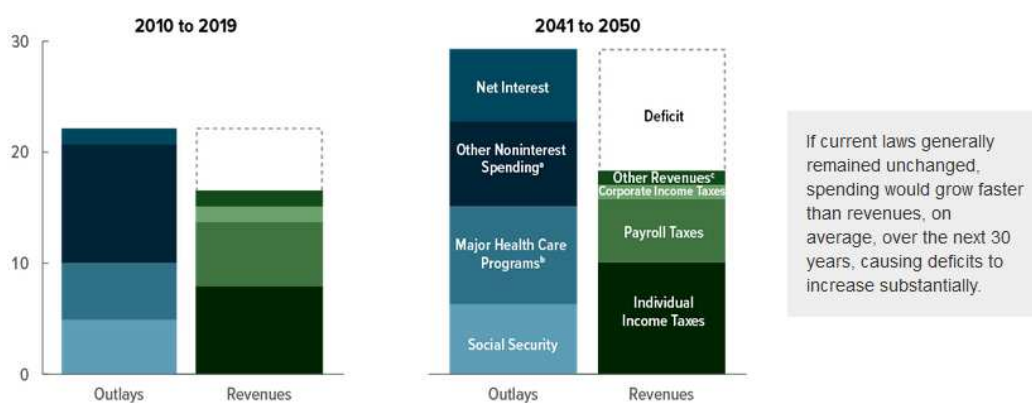 2010 to 2019
30
20
10
0
Outlays
Revenues
2041 to 2050
Net Interest
Other Noninterest
Spendingᵃ
Major Health Care
Programsᵇ
Social Security
Deficit
Other Revenuesᶜ
Corporate Income Taxes
Payroll Taxes
Individual
Income Taxes
Outlays
Revenues
If current laws generally
remained unchanged,
spending would grow faster
than revenues, on
average, over the next 30
years, causing deficits to
increase substantially.